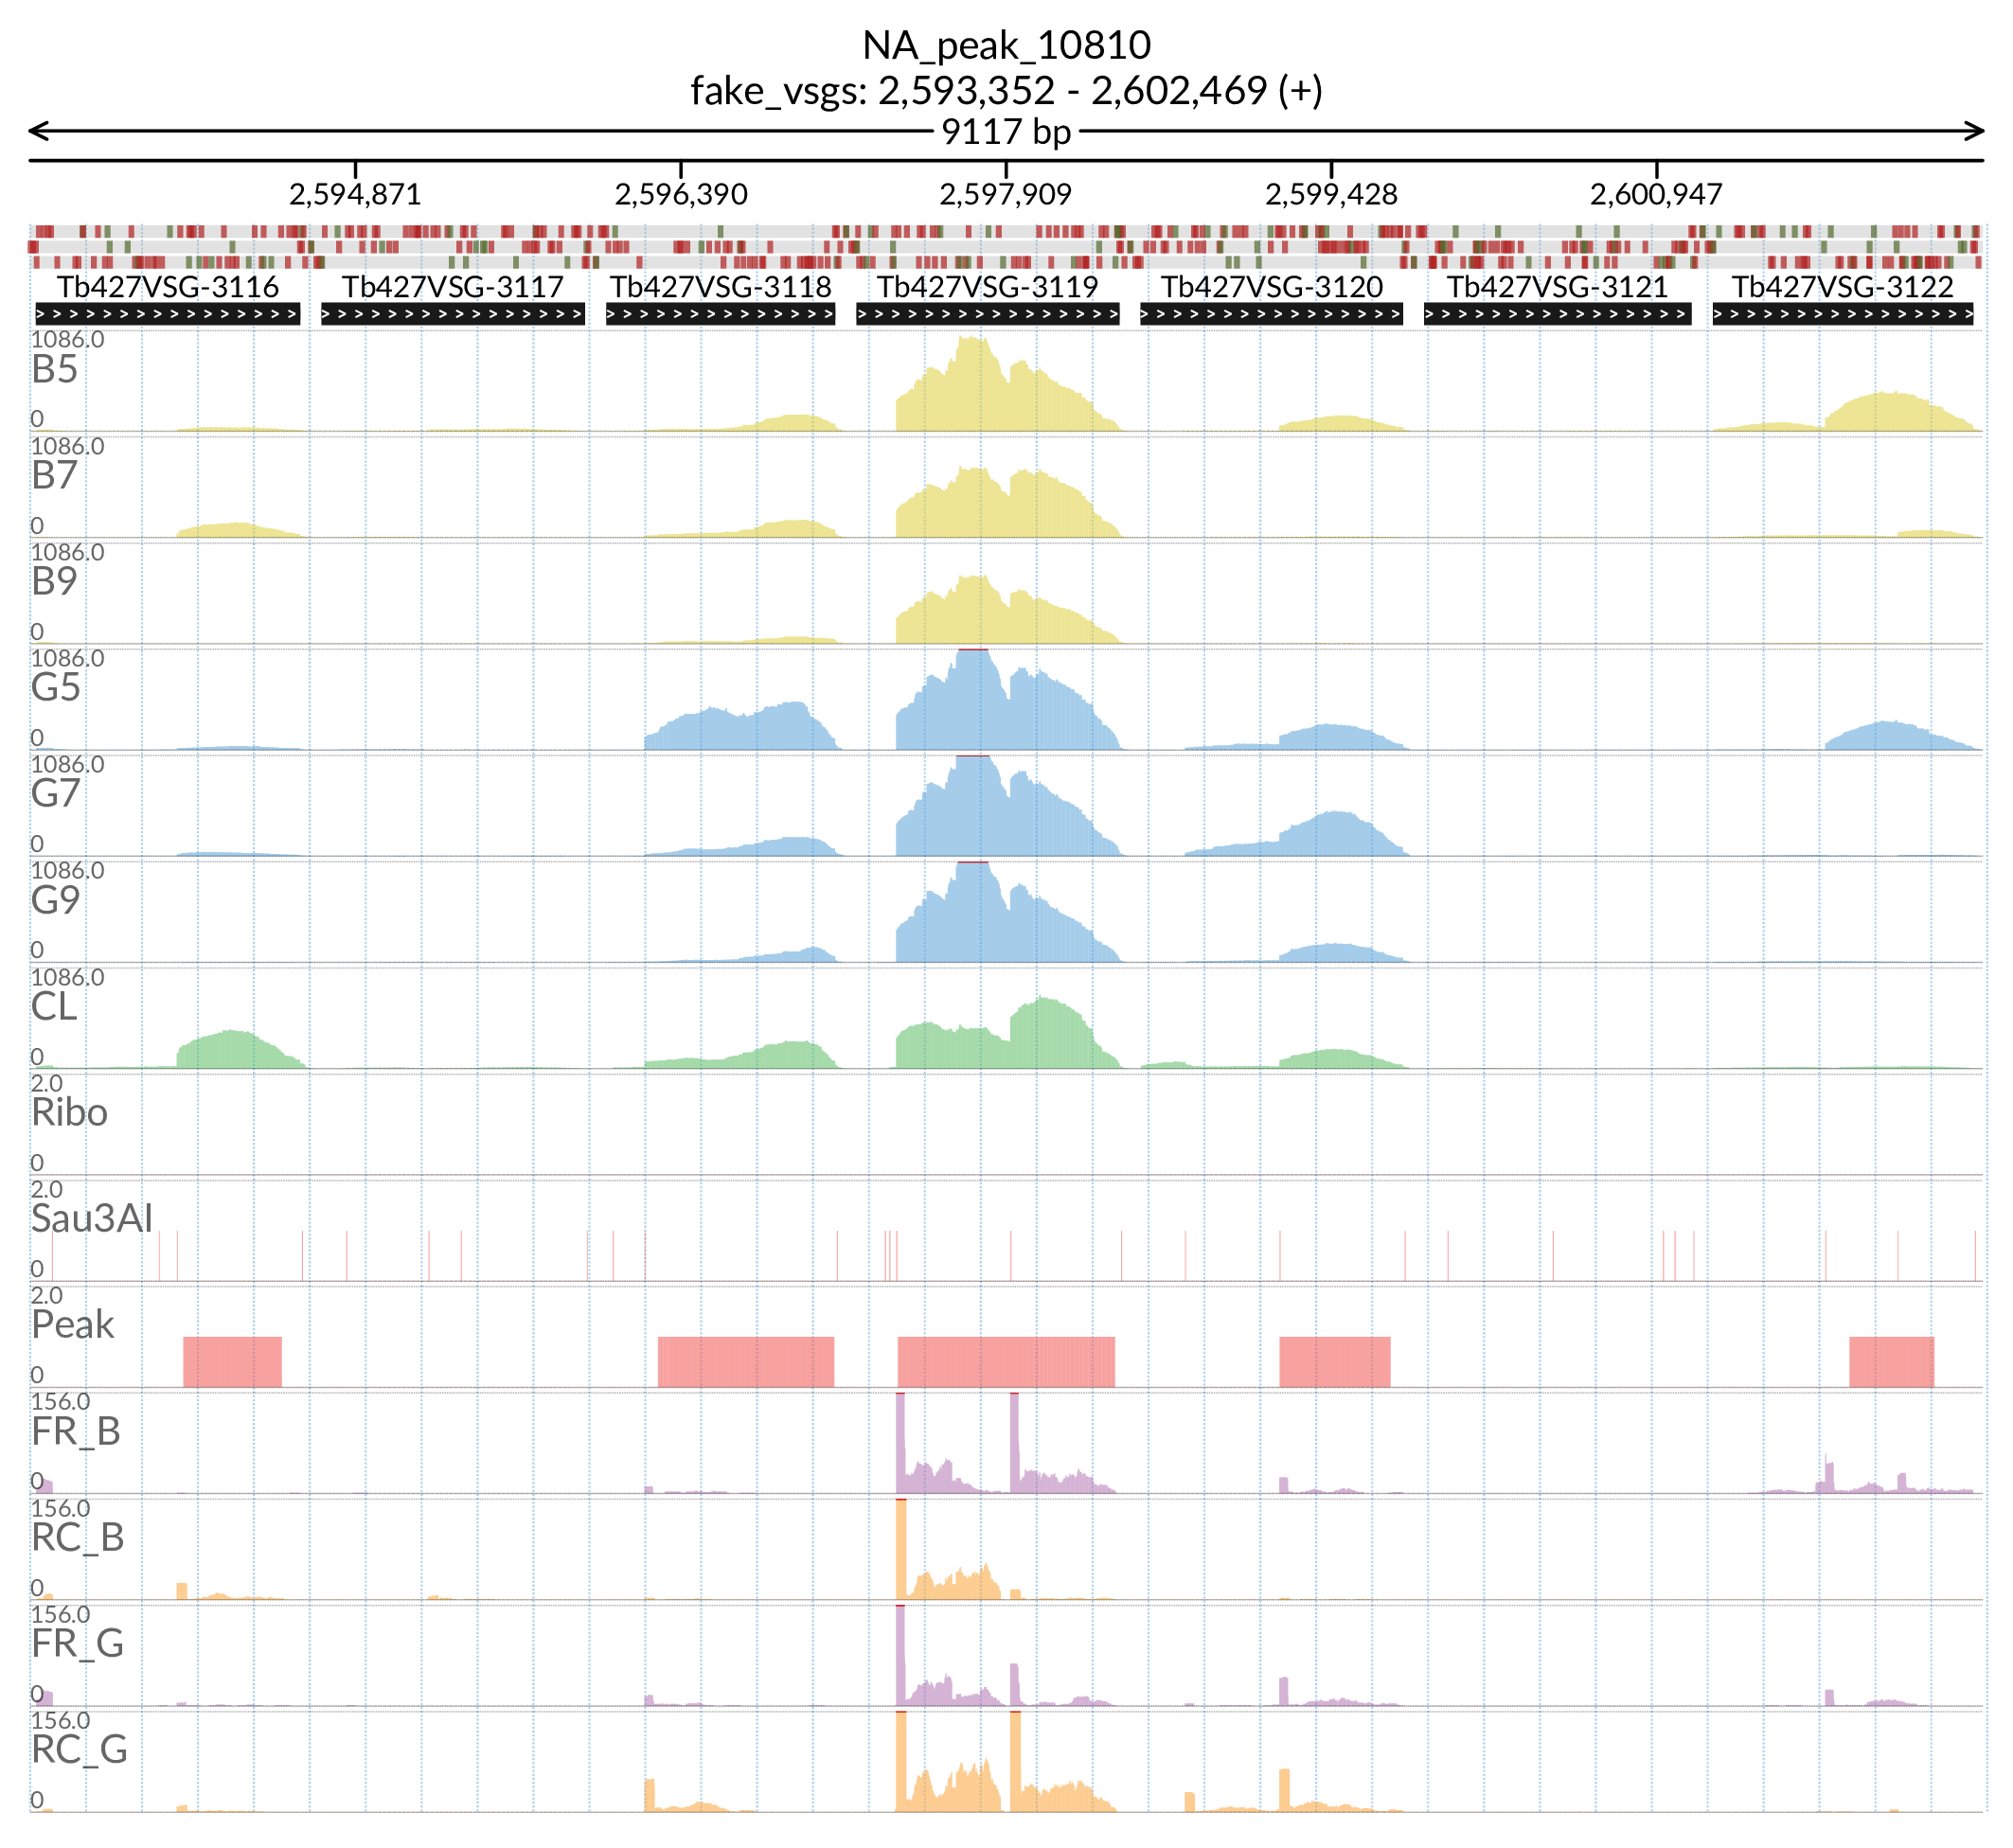 NA_peak_10810
fake_vsgs: 2,593,352 - 2,602,469 (+)
9117 bp
2,594,871 2,596,390 2,597,909 2,599,428 2,600,947
Tb427VSG-3116 Tb427VSG-3117 Tb427VSG-3118 Tb427VSG-3119 Tb427VSG-3120 Tb427VSG-3121 Tb427VSG-3122
1086.0
B5
0
1086.0
B7
0
1086.0
B9
0
1086.0
G5
0
1086.0
G7
0
1086.0
G9
0
1086.0
CL
0
2.0
Ribo
0
2.0
Sau3AI
0
2.0
Peak
0
156.0
FR_B
0
156.0
RC_B
0
156.0
FR_G
0
156.0
RC_G
0